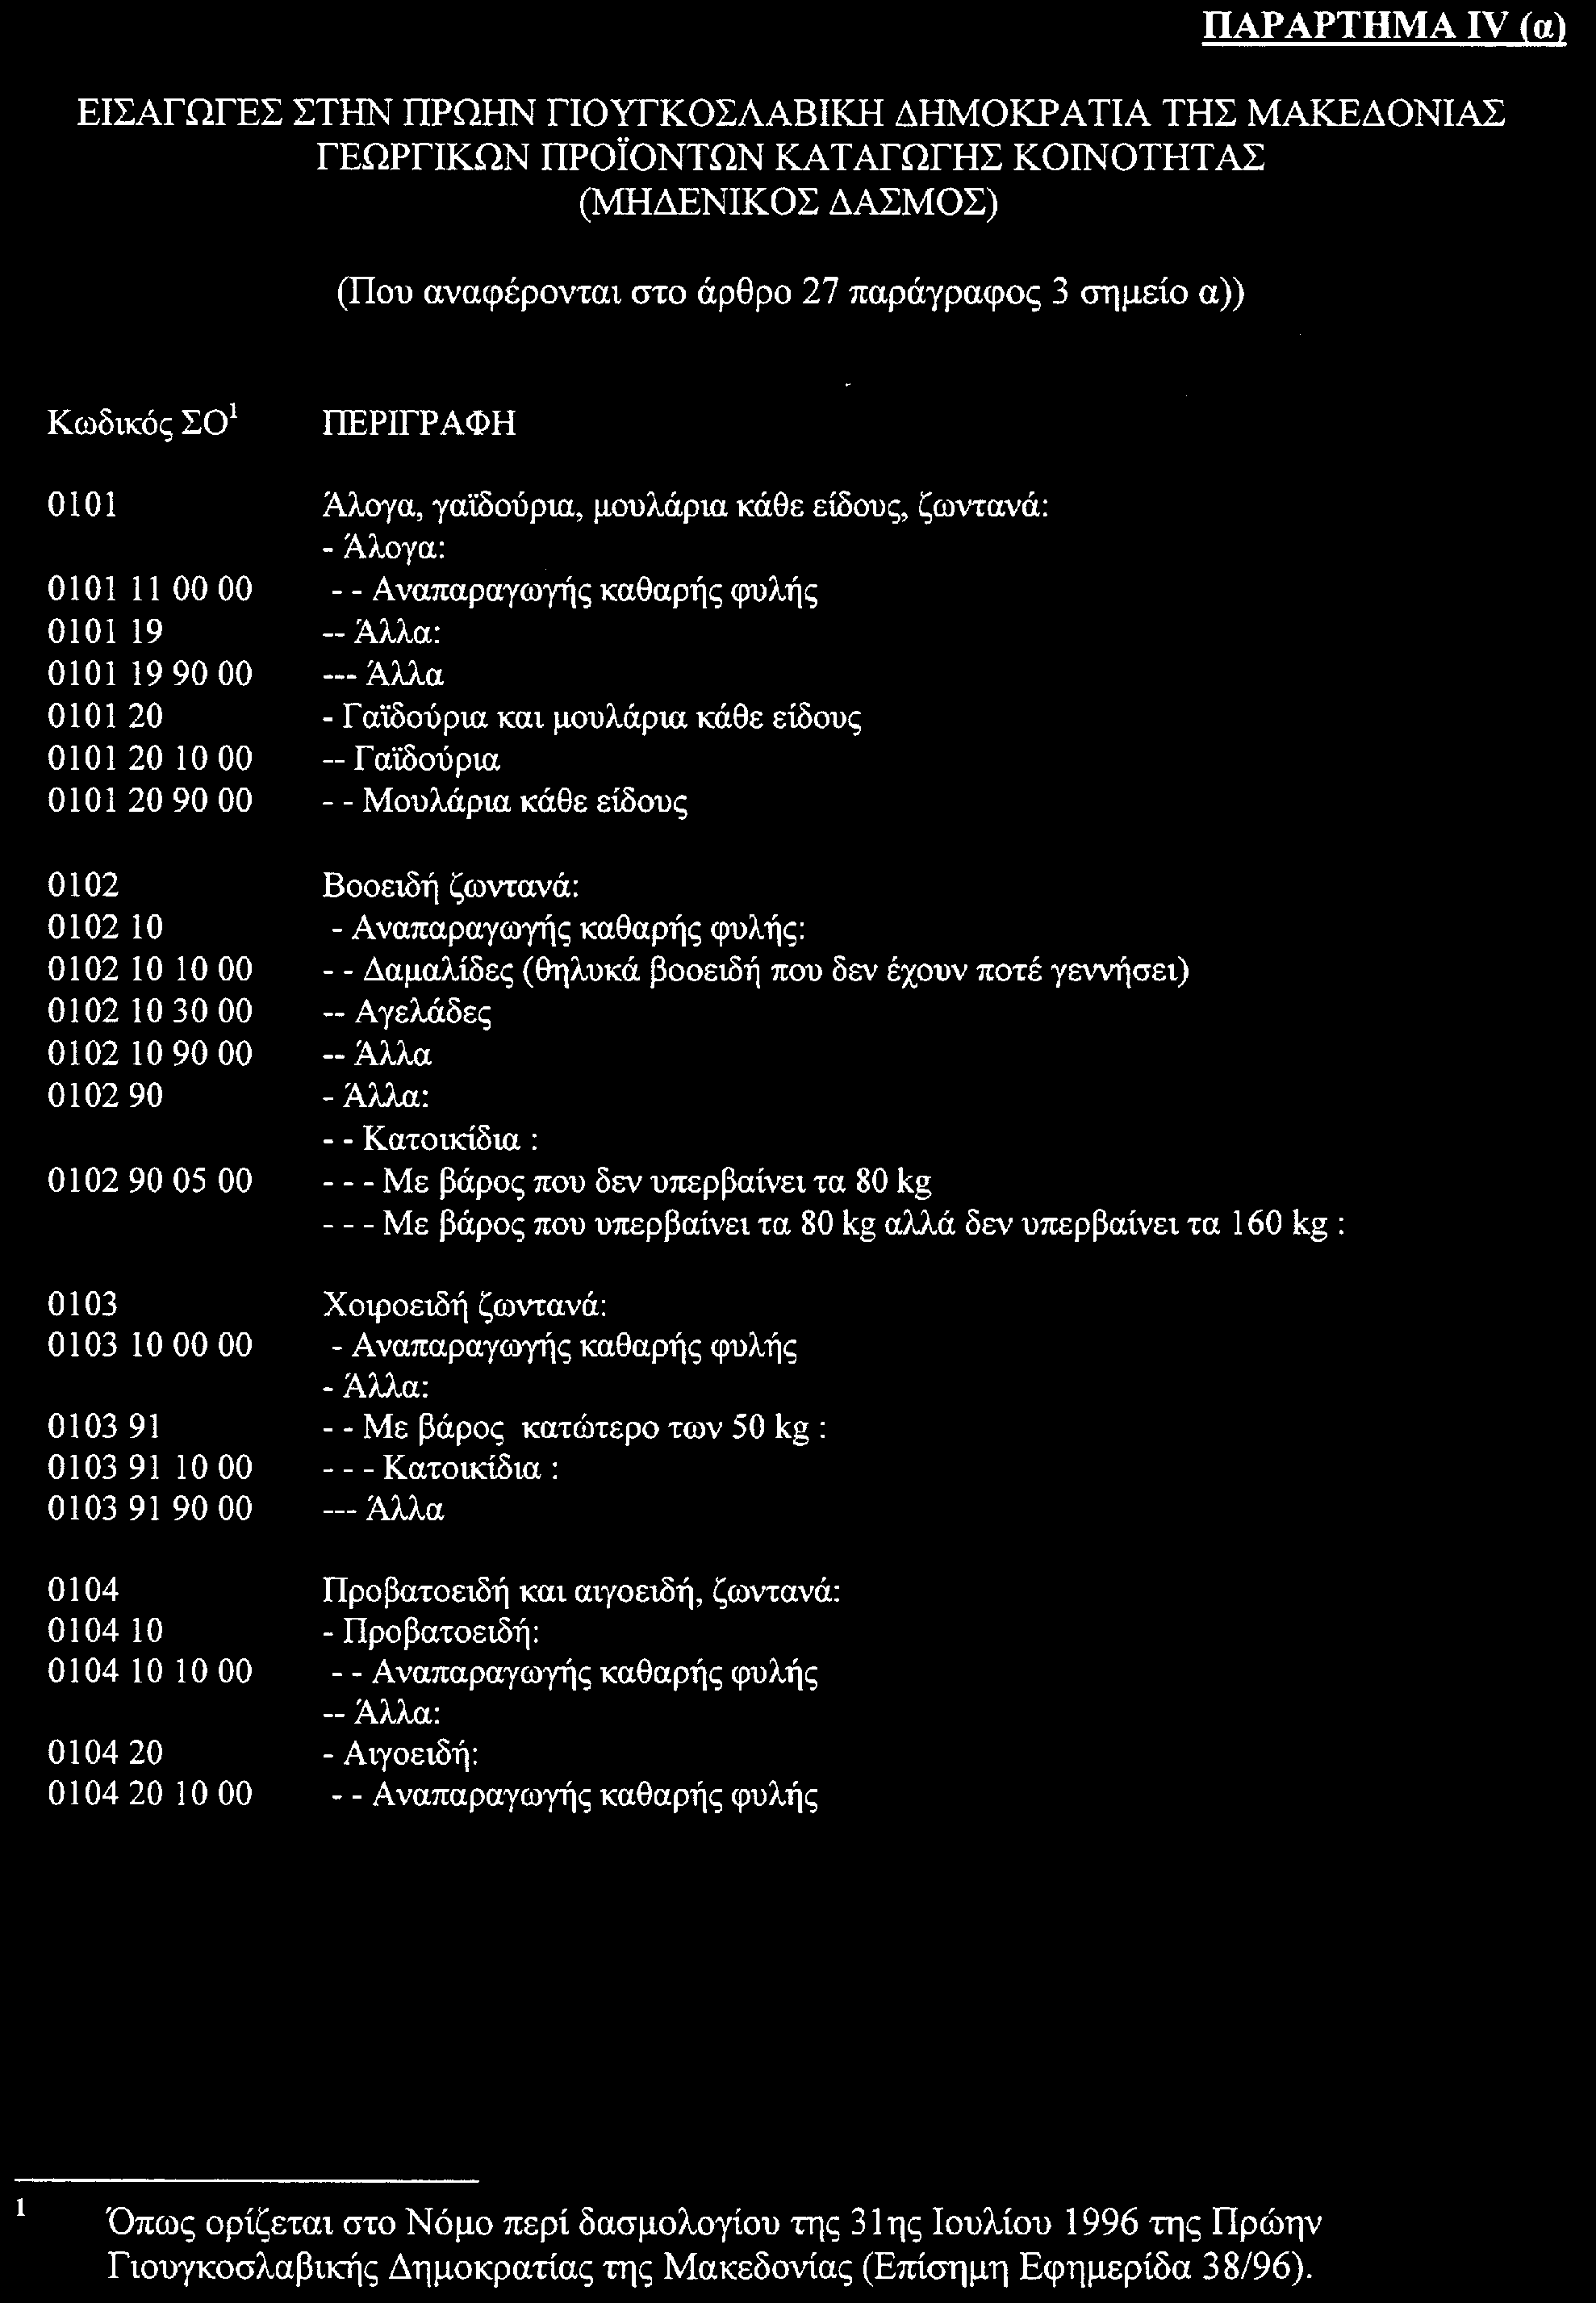 ΠΑΡΑΡΤΗΜΑ IV (α)
ΕΙΣΑΓΩΓΕΣ ΣΤΗΝ ΠΡΩΗΝ ΓΙΟΥΓΚΟΣΛΑΒΙΚΗ ΔΗΜΟΚΡΑΤΙΑ ΤΗΣ ΜΑΚΕΔΟΝΙΑΣ
ΓΕΩΡΓΙΚΩΝ ΠΡΟΪΟΝΤΩΝ ΚΑΤΑΓΩΓΗΣ ΚΟΙΝΟΤΗΤΑΣ
(ΜΗΔΕΝΙΚΟΣ ΔΑΣΜΟΣ)
(Που αναφέρονται στο άρθρο 27 παράγραφος 3 σημείο α))
Κωδικός ΣΟ¹ ΠΕΡΙΓΡΑΦΗ
0101 Άλογα, γαϊδούρια, μουλάρια κάθε είδους, ζωντανά:
- Άλογα:
0101 11 00 00 - - Αναπαραγωγής καθαρής φυλής
0101 19 -- Άλλα:
0101 19 90 00 --- Άλλα
0101 20 - Γαϊδούρια και μουλάρια κάθε είδους
0101 20 10 00 -- Γαϊδούρια
0101 20 90 00 - - Μουλάρια κάθε είδους
0102 Βοοειδή ζωντανά:
0102 10 - Αναπαραγωγής καθαρής φυλής:
0102 10 10 00 - - Δαμαλίδες (θηλυκά βοοειδή που δεν έχουν ποτέ γεννήσει)
0102 10 30 00 -- Αγελάδες
0102 10 90 00 -- Άλλα
0102 90 - Άλλα:
- - Κατοικίδια :
0102 90 05 00 - - - Με βάρος που δεν υπερβαίνει τα 80 kg
- - - Με βάρος που υπερβαίνει τα 80 kg αλλά δεν υπερβαίνει τα 160 kg :
0103 Χοιροειδή ζωντανά:
0103 10 00 00 - Αναπαραγωγής καθαρής φυλής
- Άλλα:
0103 91 - - Με βάρος κατώτερο των 50 kg :
0103 91 10 00 - - - Κατοικίδια :
0103 91 90 00 --- Άλλα
0104 Προβατοειδή και αιγοειδή, ζωντανά:
0104 10 - Προβατοειδή:
0104 10 10 00 - - Αναπαραγωγής καθαρής φυλής
-- Άλλα:
0104 20 - Αιγοειδή:
0104 20 10 00 - - Αναπαραγωγής καθαρής φυλής
¹ Όπως ορίζεται στο Νόμο περί δασμολογίου της 31ης Ιουλίου 1996 της Πρώην
Γιουγκοσλαβικής Δημοκρατίας της Μακεδονίας (Επίσημη Εφημερίδα 38/96).